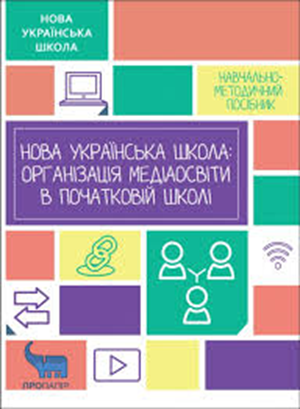 НОВА
УКРАЇНСЬКА
ШКОЛА
НАВЧАЛЬНО-
МЕТОДИЧНИЙ
ПОСІБНИК
НОВА УКРАЇНСЬКА ШКОЛА:
ОРГАНІЗАЦІЯ МЕДІАОСВІТИ
В ПОЧАТКОВІЙ ШКОЛІ
ПРОПАПІР